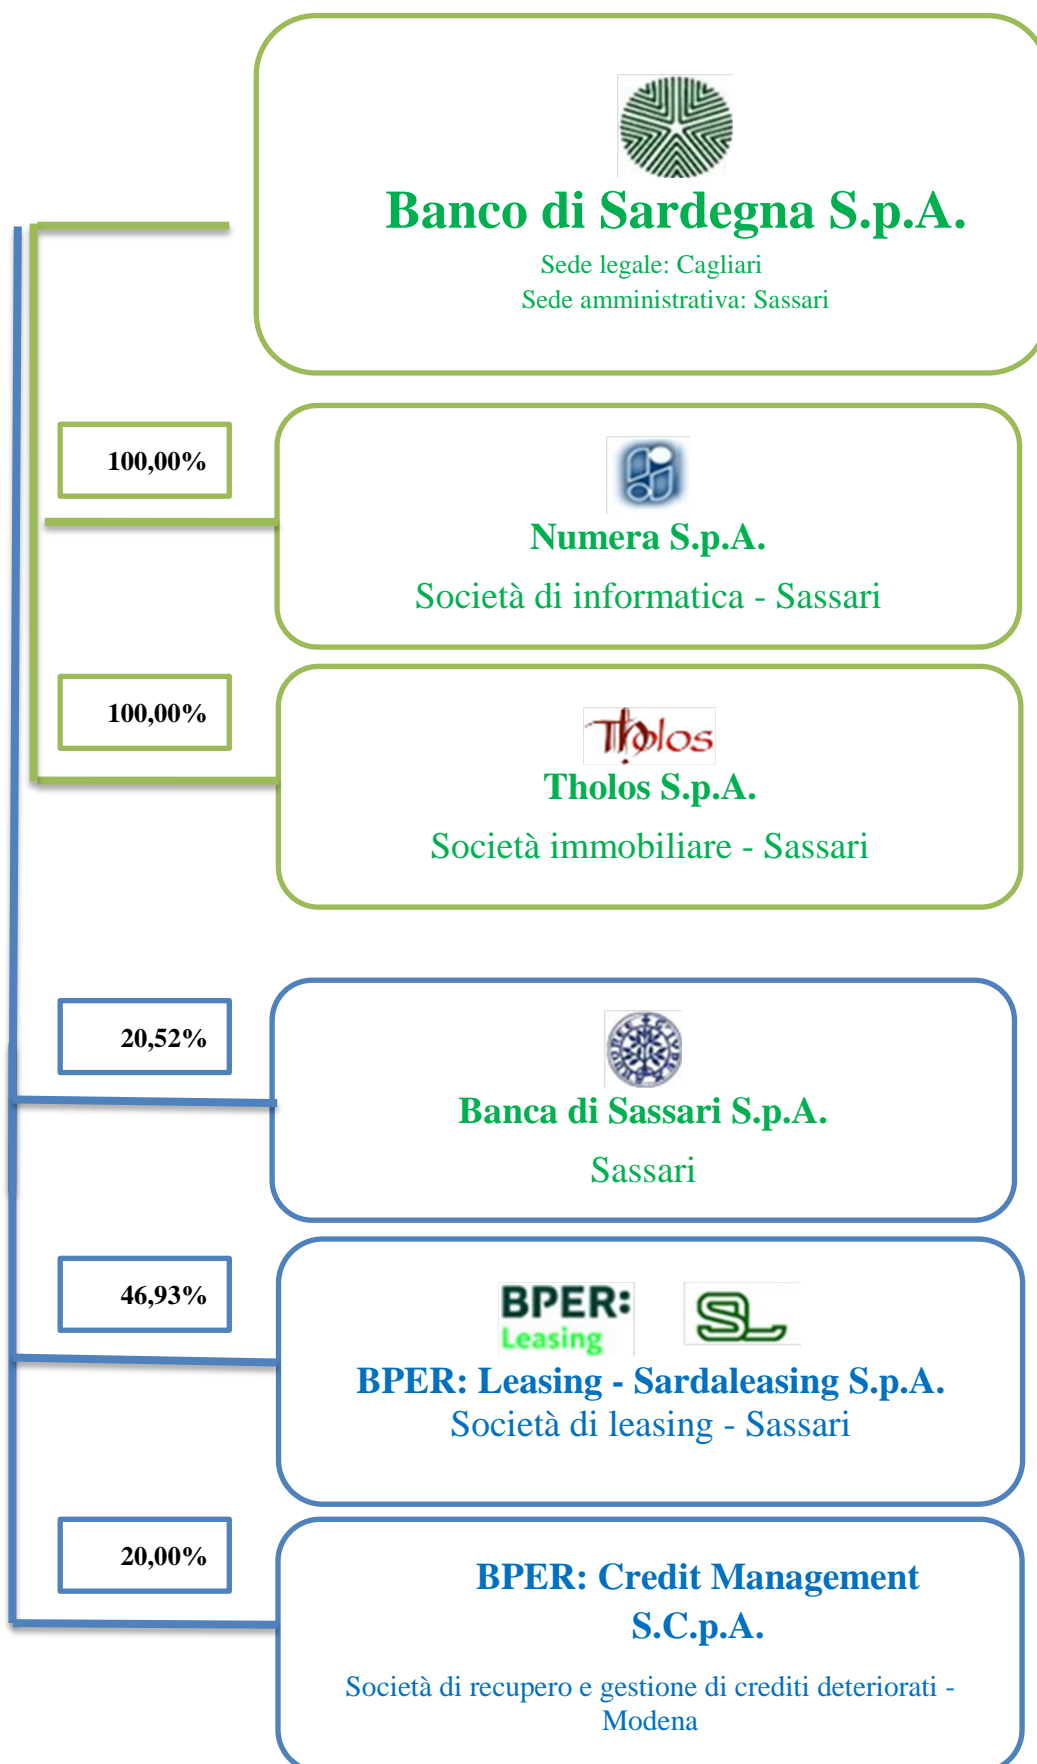 Banco di Sardegna S.p.A.
Sede legale: Cagliari
Sede amministrativa: Sassari
100,00%
Numera S.p.A.
Società di informatica - Sassari
100,00%
Tholos
Tholos S.p.A.
Società immobiliare - Sassari
20,52%
Banca di Sassari S.p.A.
Sassari
46,93%
BPER:
Leasing
SL
BPER: Leasing - Sardaleasing S.p.A.
Società di leasing - Sassari
20,00%
BPER: Credit Management
S.C.p.A.
Società di recupero e gestione di crediti deteriorati -
Modena